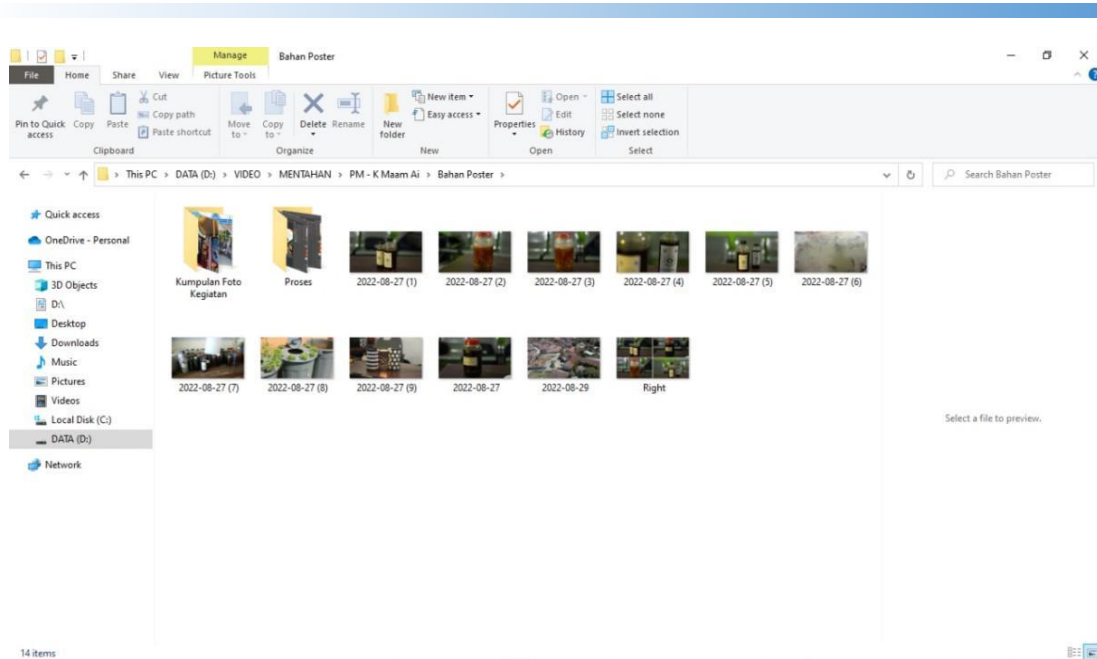 Manage Bahan Poster
File Home Share View Picture Tools
Pin to Quick access
Copy
Paste
Cut
Copy path
Paste shortcut
Clipboard
Move to
Copy to
Delete
Rename
Organize
New folder
New item
Easy access
New
Properties
Open
Edit
History
Open
Select all
Select none
Invert selection
Select
This PC > DATA (D:) > VIDEO > MENTAHAN > PM - K Maam Ai > Bahan Poster >
Search Bahan Poster
Quick access
OneDrive - Personal
This PC
3D Objects
D:\
Desktop
Downloads
Music
Pictures
Videos
Local Disk (C:)
DATA (D:)
Network
Kumpulan Foto
Kegiatan
Proses
2022-08-27 (1)
2022-08-27 (2)
2022-08-27 (3)
2022-08-27 (4)
2022-08-27 (5)
2022-08-27 (6)
2022-08-27 (7)
2022-08-27 (8)
2022-08-27 (9)
2022-08-27
2022-08-29
Right
Select a file to preview.
14 items